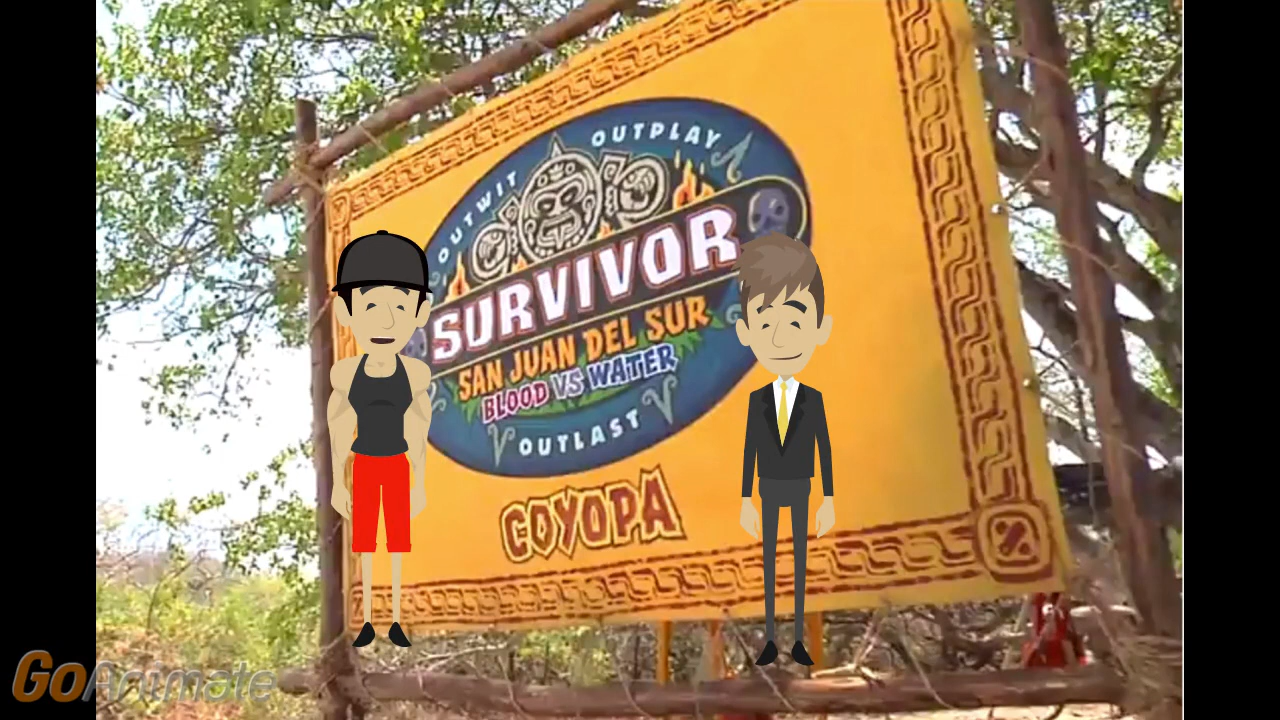 OUTWIT OUTPLAY
SURVIVOR
SAN JUAN DEL SUR
BLOOD VS WATER
OUTLAST
COYOPA
GoAnimate